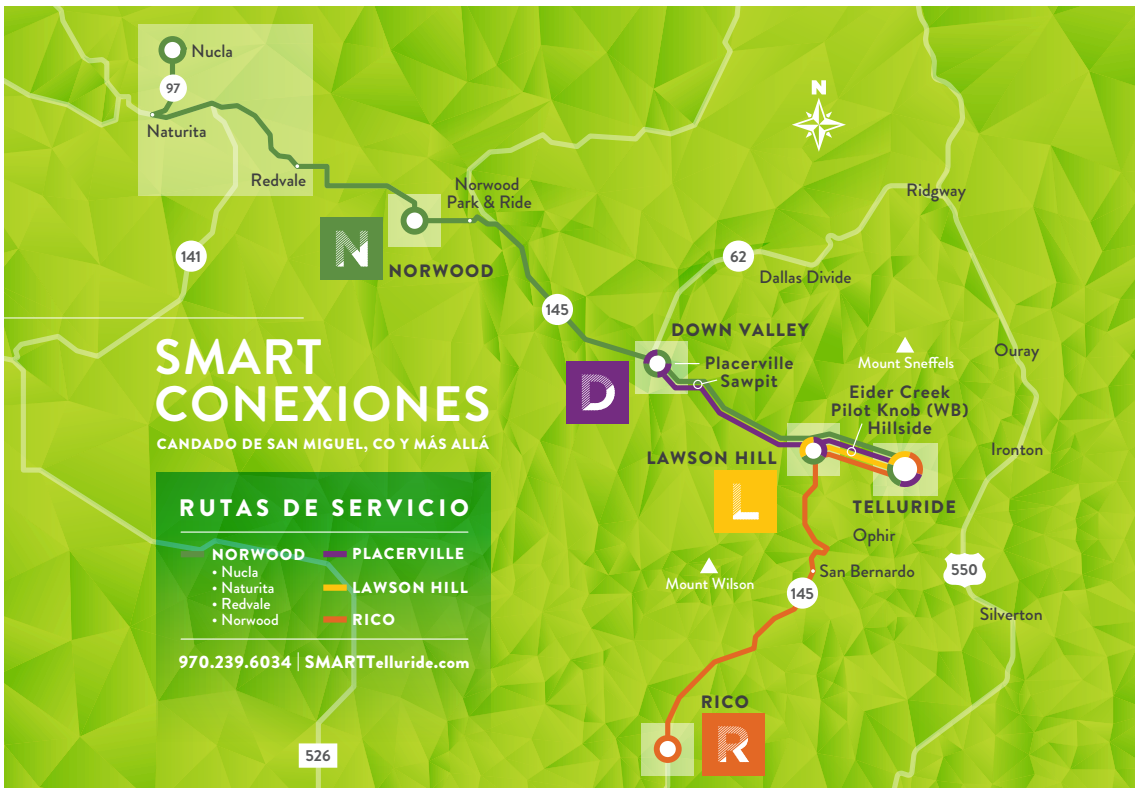 Nucla
97
Naturita
Redvale
Norwood
Park & Ride
N
NORWOOD
141
145
N
Ridgway
62
Dallas Divide
DOWN VALLEY
Placerville
Sawpit
D
Mount Sneffels
Ouray
Eider Creek
Pilot Knob (WB)
Hillside
LAWSON HILL
L
TELLURIDE
Ironton
Ophir
San Bernardo
Mount Wilson
145
550
Silverton
RICO
R
SMART
CONEXIONES
CANDADO DE SAN MIGUEL, CO Y MÁS ALLÁ
RUTAS DE SERVICIO
NORWOOD
• Nucla
• Naturita
• Redvale
• Norwood
PLACERVILLE
LAWSON HILL
RICO
970.239.6034 | SMARTTelluride.com
526